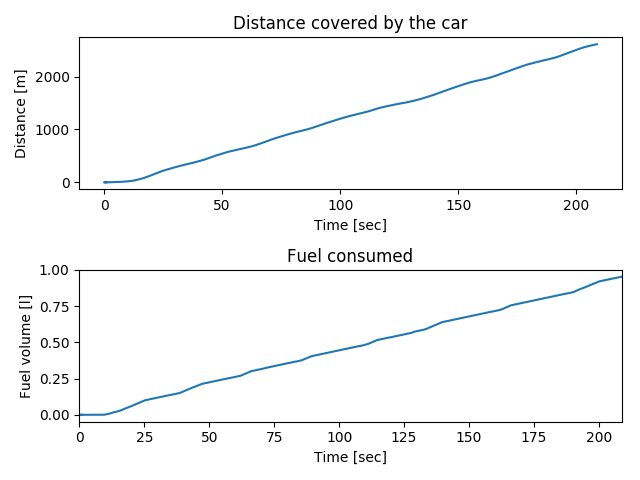 Distance covered by the car
Distance [m]
2000
1000
0
0 50 100 150 200
Time [sec]
Fuel consumed
Fuel volume [l]
1.00
0.75
0.50
0.25
0.00
0 25 50 75 100 125 150 175 200
Time [sec]